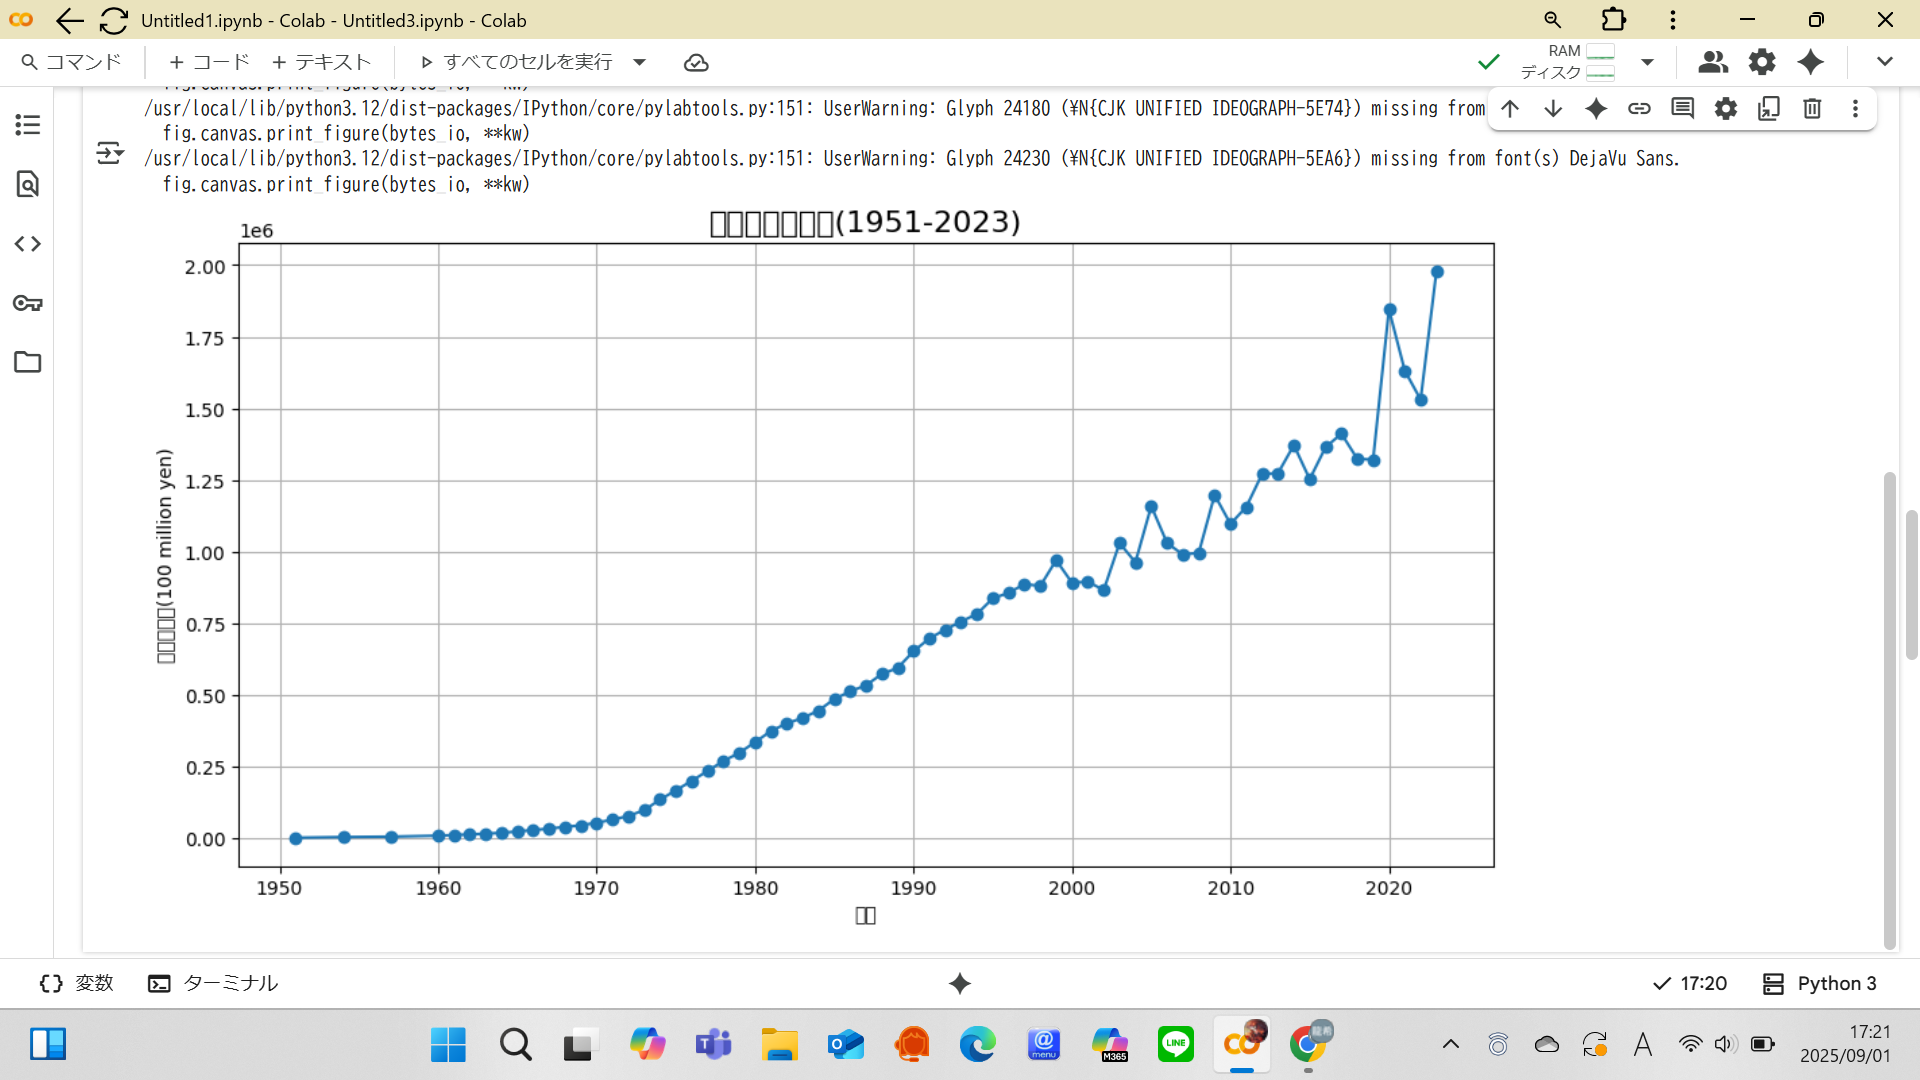 Untitled1.ipynb - Colab - Untitled3.ipynb - Colab
コマンド
+ コード
+ テキスト
すべてのセルを実行
RAM
ディスク
/usr/local/lib/python3.12/dist-packages/IPython/core/pylabtools.py:151: UserWarning: Glyph 24180 (¥N{CJK UNIFIED IDEOGRAPH-5E74}) missing from
fig.canvas.print_figure(bytes_io, **kw)
/usr/local/lib/python3.12/dist-packages/IPython/core/pylabtools.py:151: UserWarning: Glyph 24230 (¥N{CJK UNIFIED IDEOGRAPH-5EA6}) missing from font(s) DejaVu Sans.
fig.canvas.print_figure(bytes_io, **kw)
(1951-2023)
1e6
2.00
1.75
1.50
1.25
1.00
0.75
0.50
0.25
0.00
(100 million yen)
1950
1960
1970
1980
1990
2000
2010
2020
変数
ターミナル
17:20
Python 3
@
menu
M365
LINE
龍希
A
17:21
2025/09/01